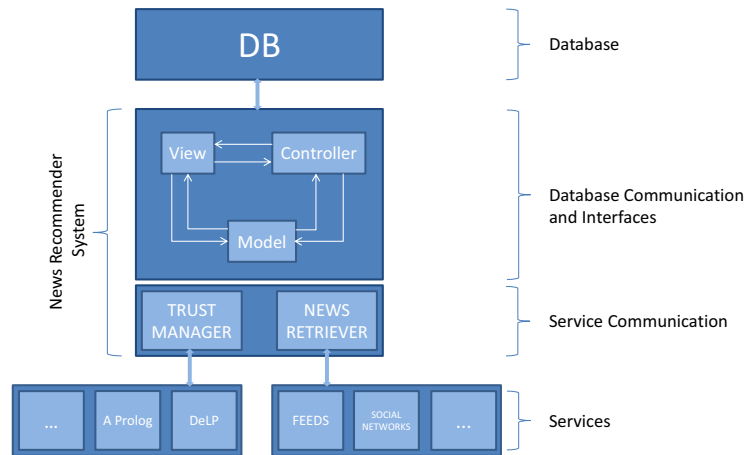 DB
Database
View
Controller
Model
Database Communication
and Interfaces
News Recommender
System
TRUST
MANAGER
NEWS
RETRIEVER
Service Communication
...
A Prolog
DeLP
FEEDS
SOCIAL
NETWORKS
...
Services